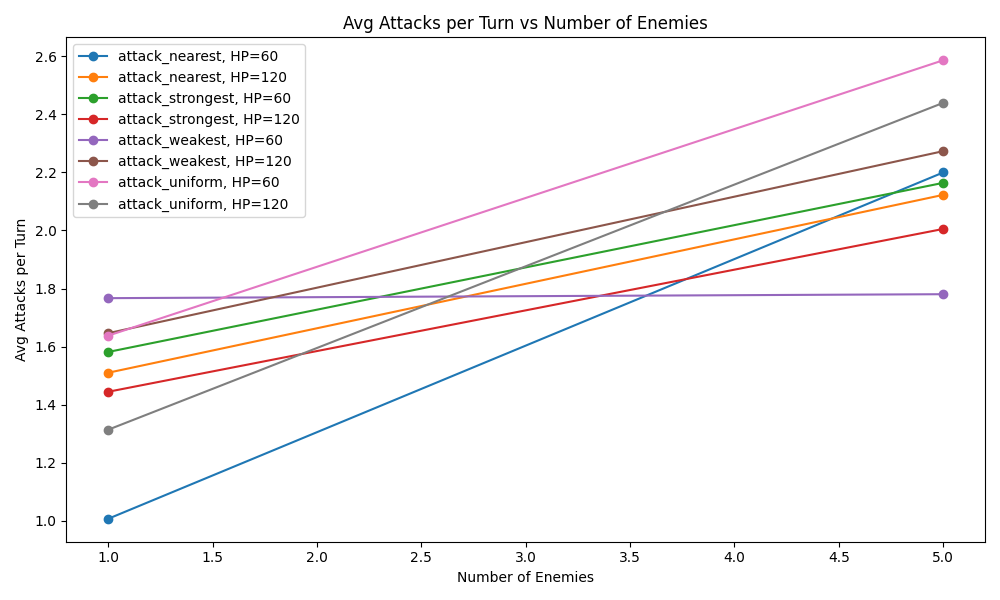 Avg Attacks per Turn vs Number of Enemies
attack_nearest, HP=60
attack_nearest, HP=120
attack_strongest, HP=60
attack_strongest, HP=120
attack_weakest, HP=60
attack_weakest, HP=120
attack_uniform, HP=60
attack_uniform, HP=120
Avg Attacks per Turn
2.6
2.4
2.2
2.0
1.8
1.6
1.4
1.2
1.0
1.0 1.5 2.0 2.5 3.0 3.5 4.0 4.5 5.0
Number of Enemies